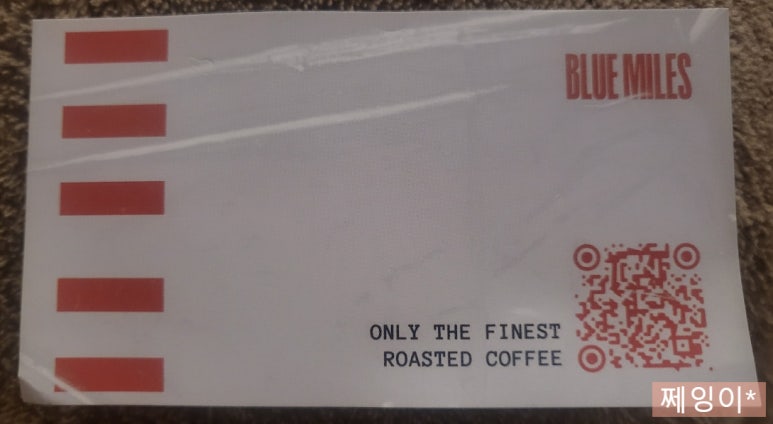 BLUE MILES
ONLY THE FINEST
ROASTED COFFEE
쩨잉이*